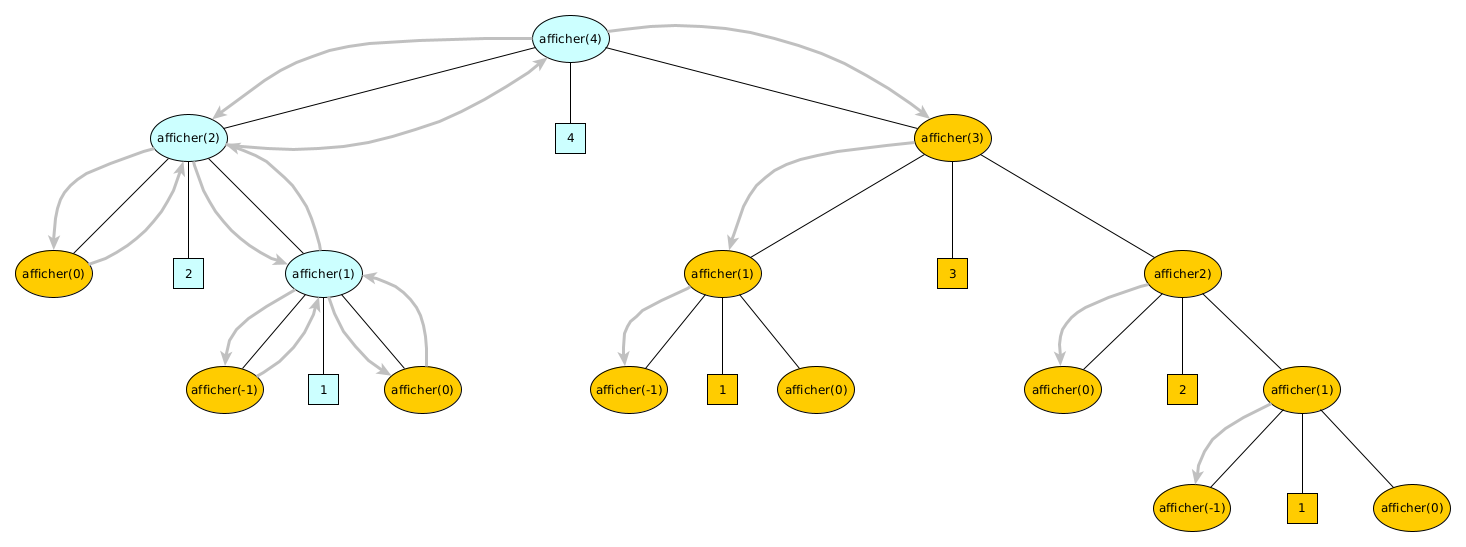 afficher(4)
afficher(2)
4
afficher(3)
afficher(0)
2
afficher(1)
afficher(1)
3
afficher2)
afficher(-1)
1
afficher(0)
afficher(-1)
1
afficher(0)
afficher(0)
2
afficher(1)
afficher(-1)
1
afficher(0)